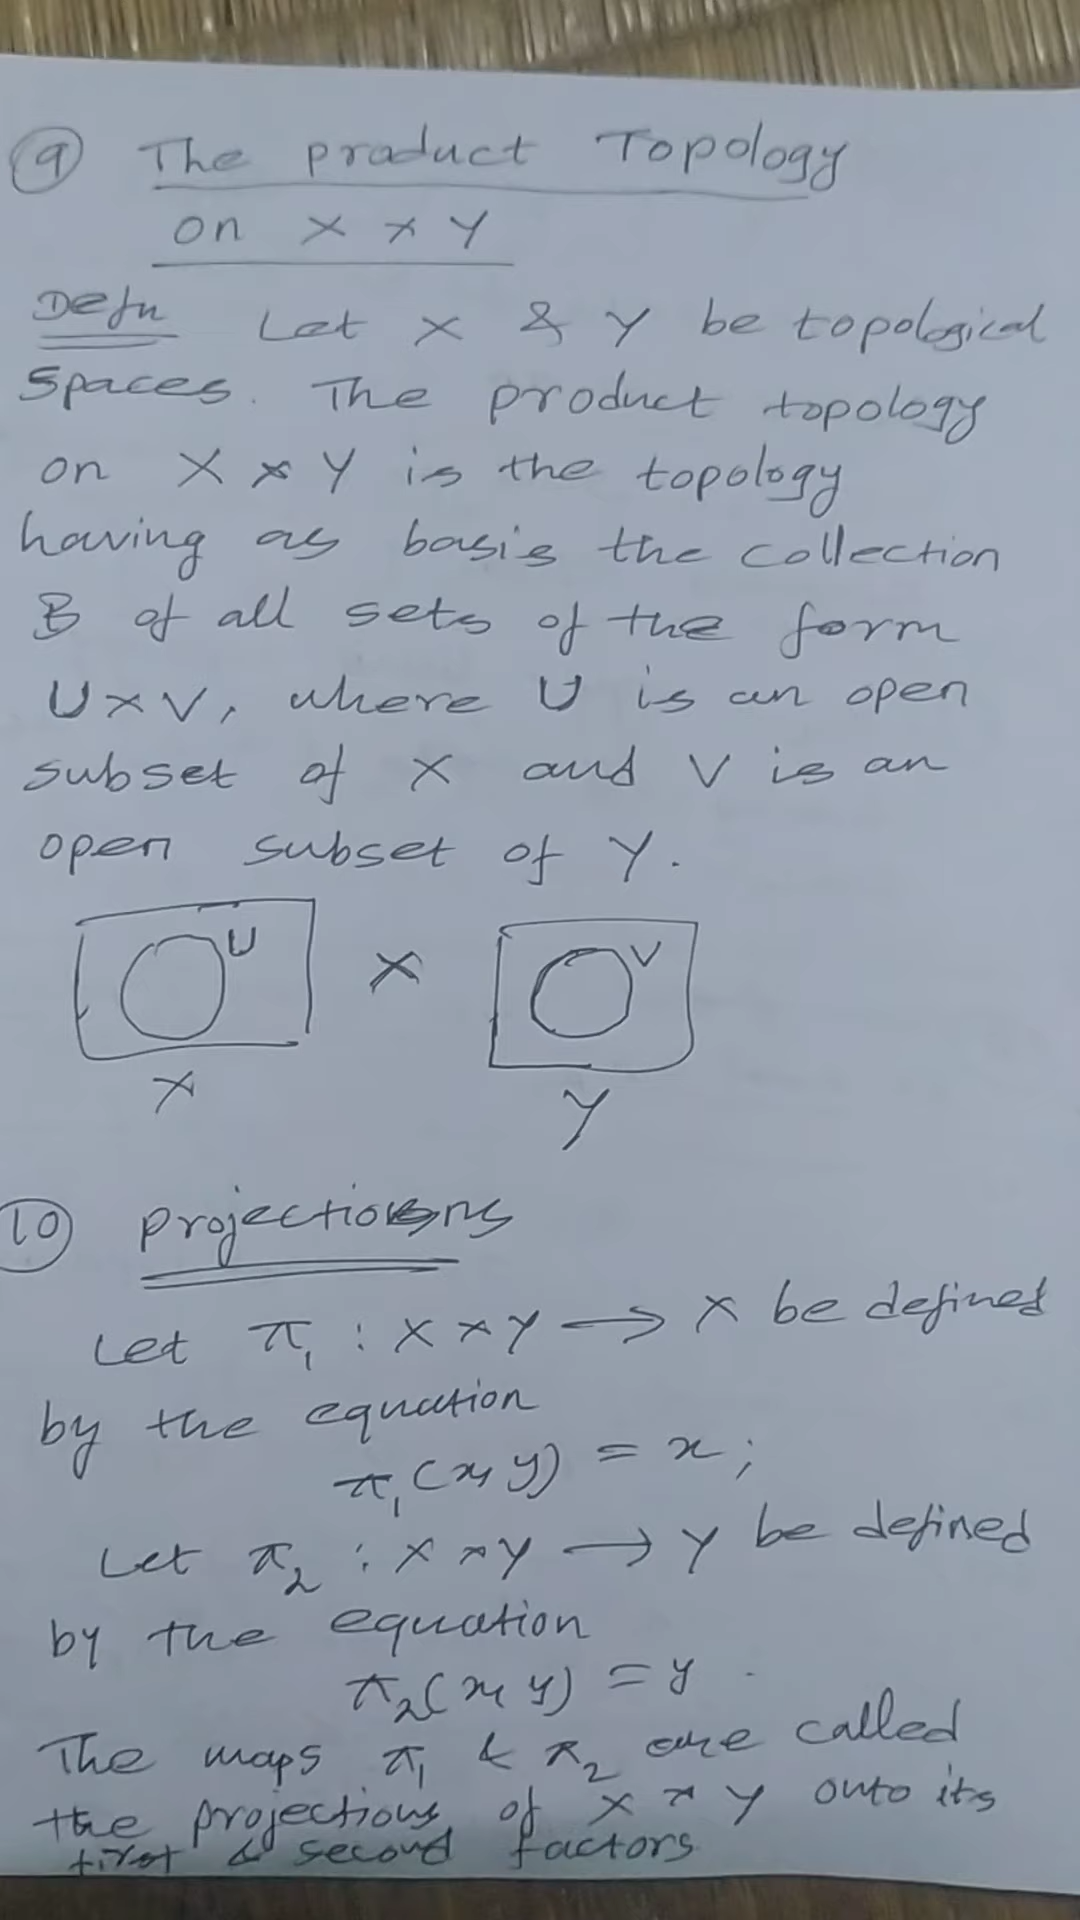 9 The product Topology
on X × Y
Defn Let X & Y be topological
spaces. The product topology
on X × Y is the topology
having as basis the collection
B of all sets of the form
U×V, where U is an open
subset of X and V is an
open subset of Y.
U × V
X Y
10 projections
Let π₁ : X × Y → X be defined
by the equation
π₁(x, y) = x;
Let π₂ : X × Y → Y be defined
by the equation
π₂(x, y) = y.
The maps π₁ & π₂ are called
the projections of X × Y onto its
first & second factors